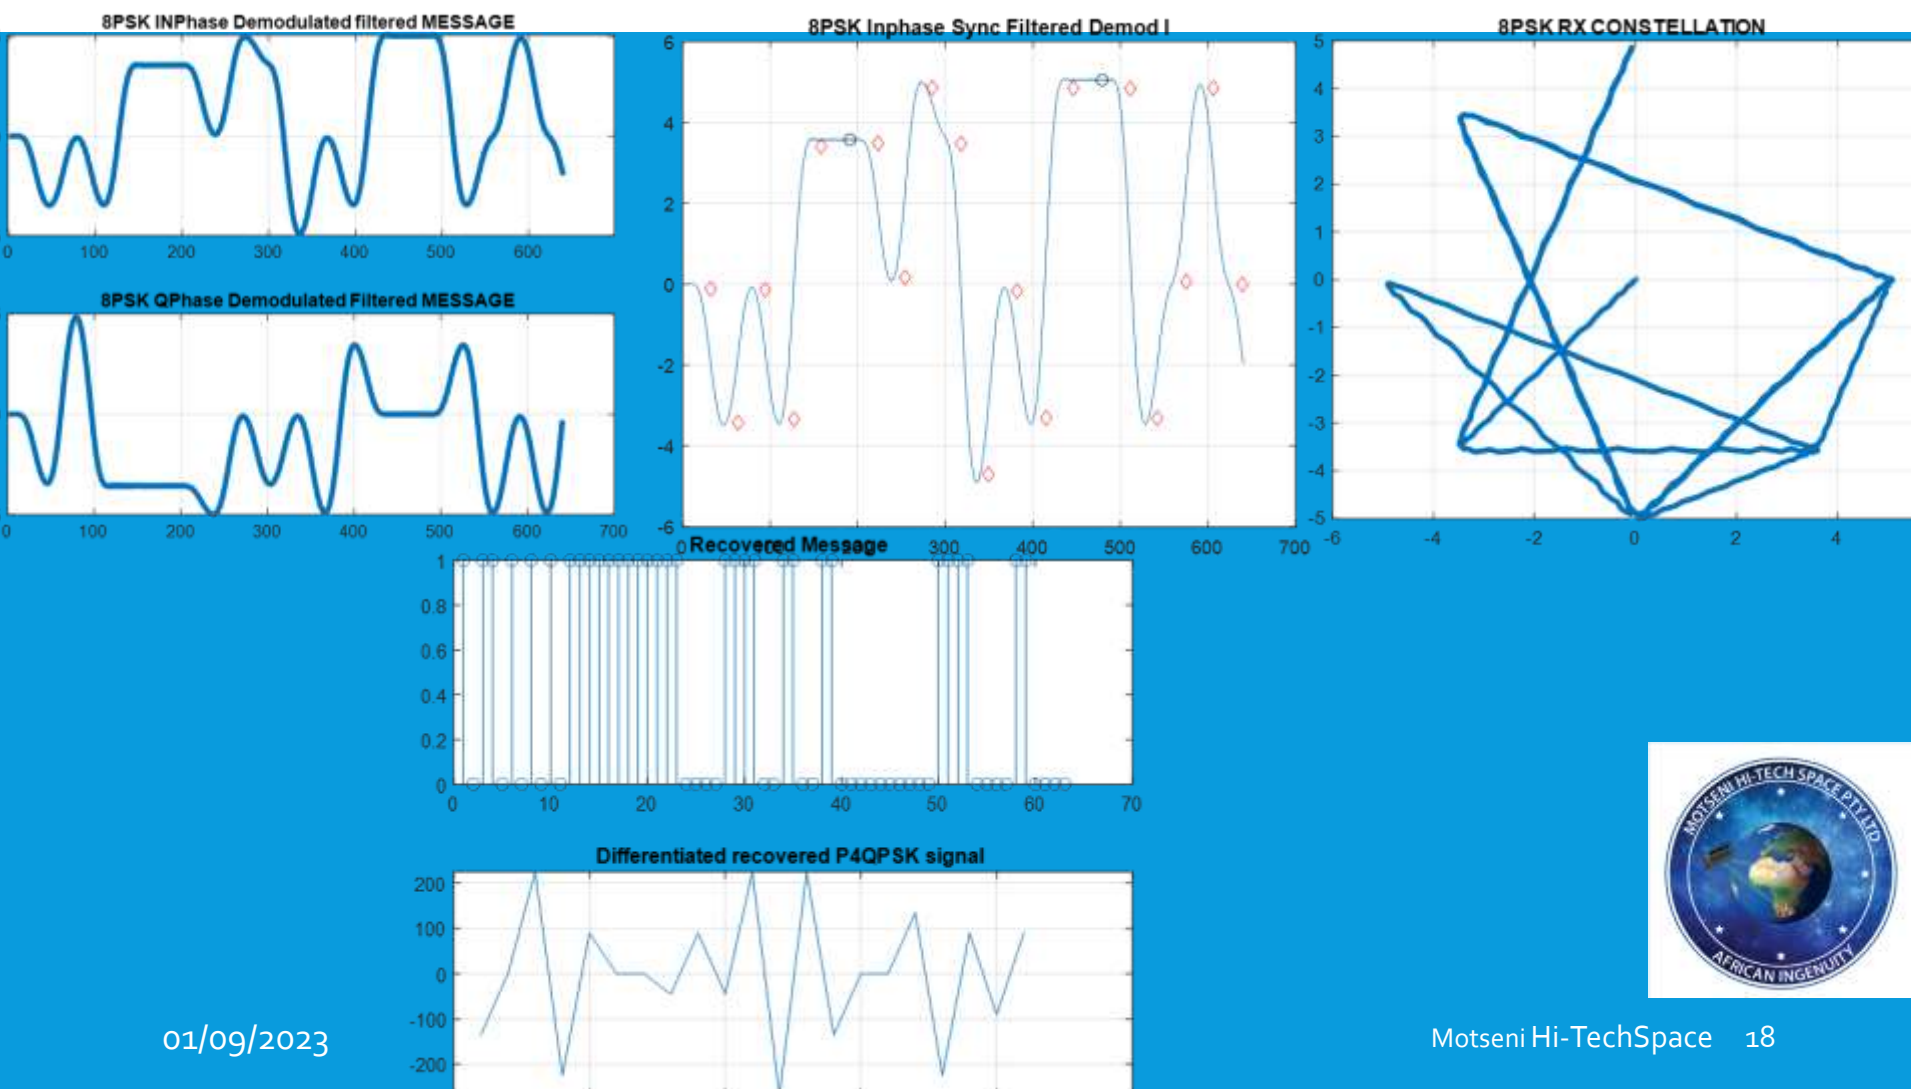 8PSK INPhase Demodulated filtered MESSAGE
0 100 200 300 400 500 600
8PSK QPhase Demodulated Filtered MESSAGE
0 100 200 300 400 500 600 700
8PSK Inphase Sync Filtered Demod I
6
4
2
0
-2
-4
-6
0 300 400 500 600 700
8PSK RX CONSTELLATION
5
4
3
2
1
0
-1
-2
-3
-4
-5
-6 -4 -2 0 2 4
Recovered Message
1
0.8
0.6
0.4
0.2
0
0 10 20 30 40 50 60 70
Differentiated recovered P4QPSK signal
200
100
0
-100
-200
MOTSENI HI-TECH SPACE PTY LTD
AFRICAN INGENUITY
01/09/2023
Motseni Hi-TechSpace 18